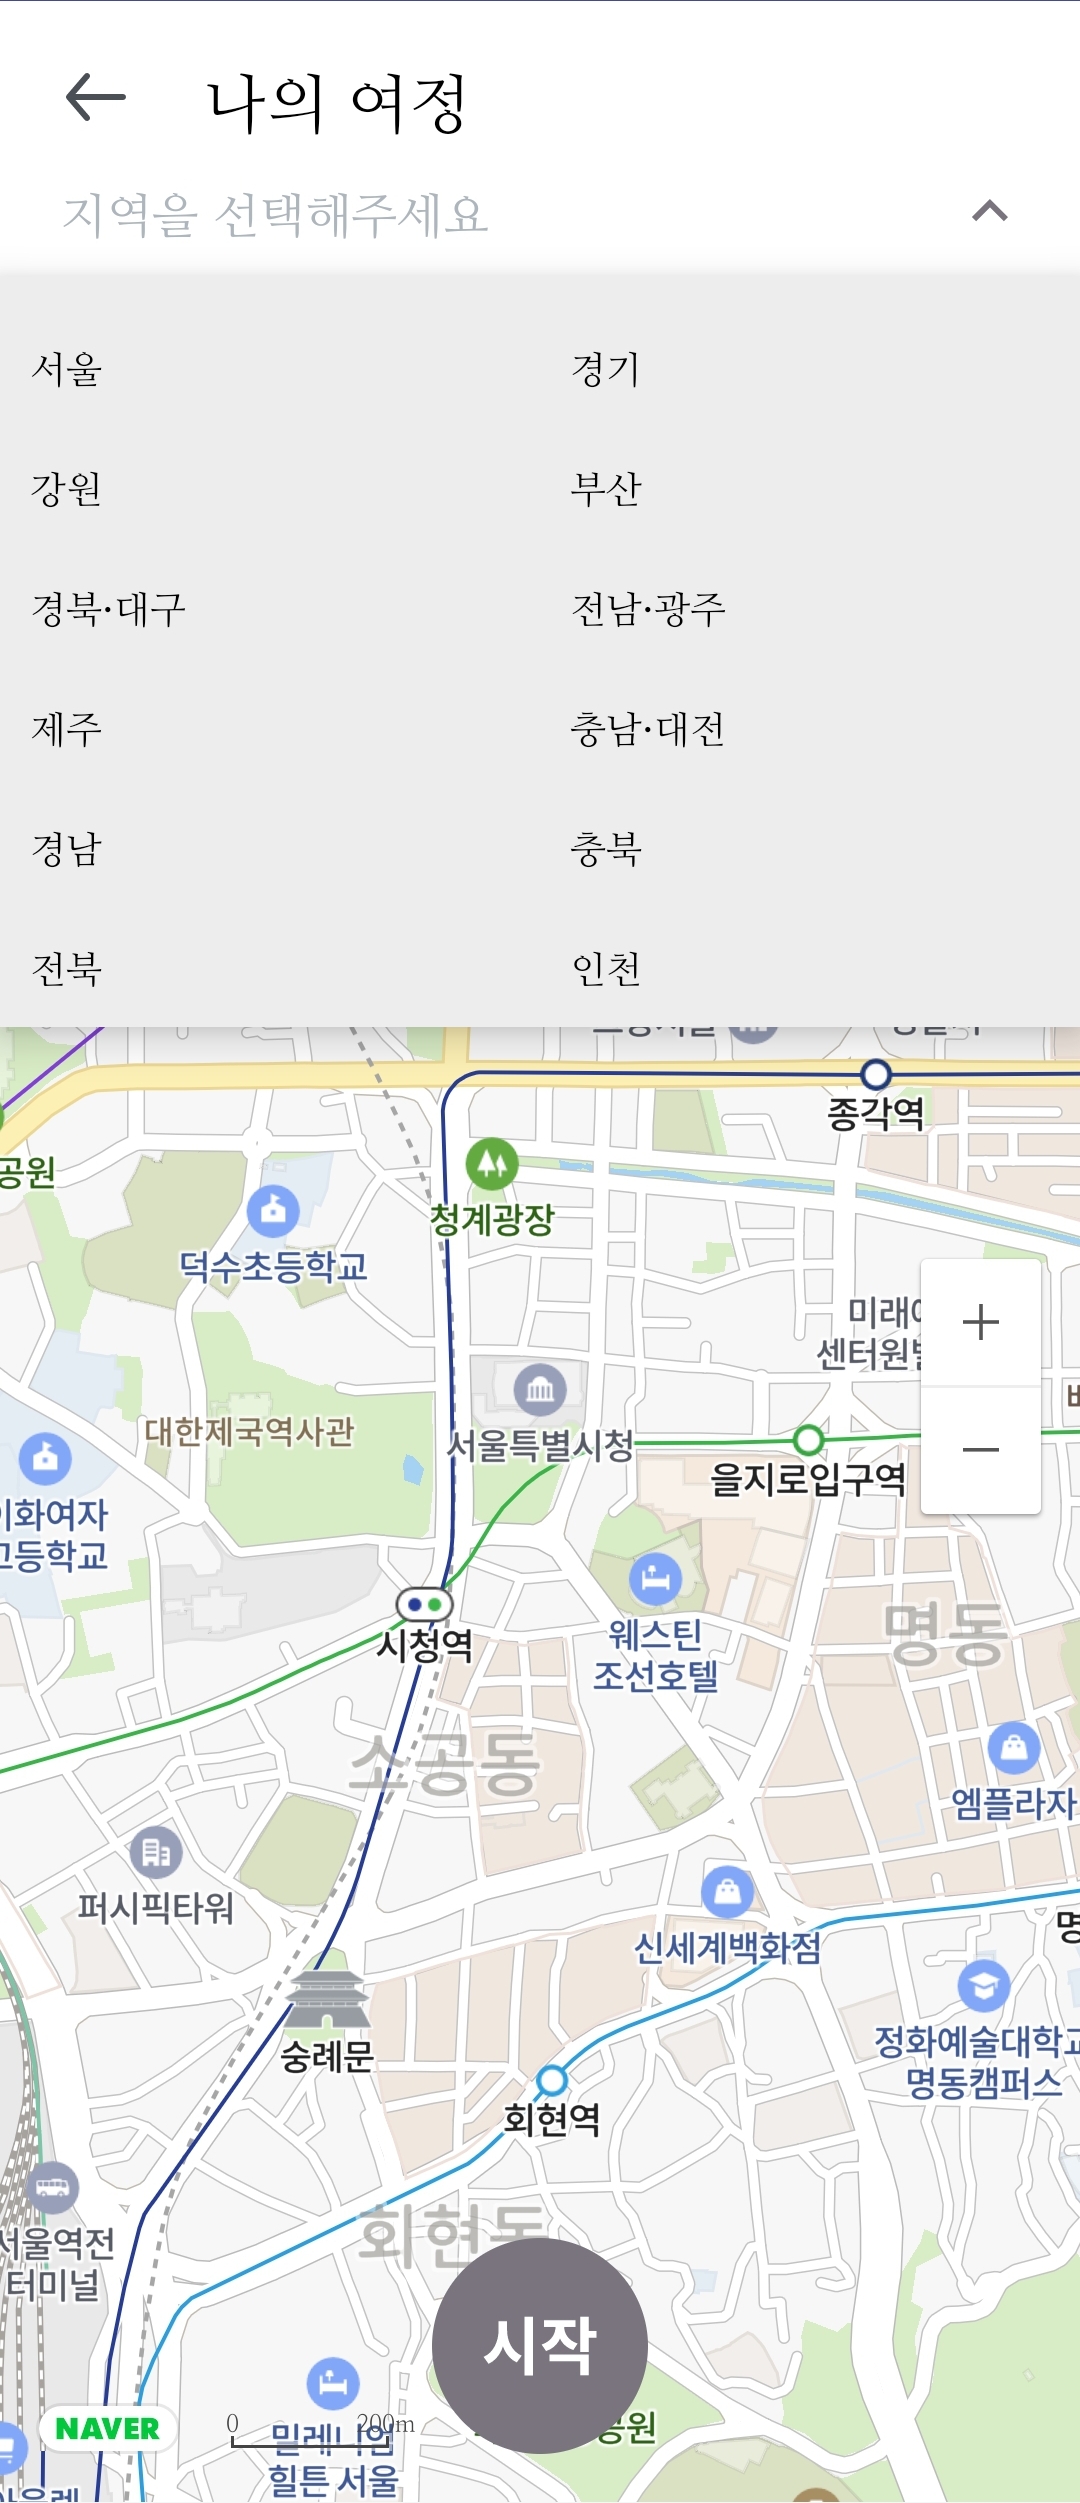 나의 여정
지역을 선택해주세요
서울
경기
강원
부산
경북·대구
전남·광주
제주
충남·대전
경남
충북
전북
인천
종각역
공원
청계광장
덕수초등학교
+
센터원
대한제국역사관
서울특별시청
−
을지로입구역
이화여자
고등학교
시청역
웨스틴
조선호텔
명동
소공동
엠플라자
퍼시픽타워
신세계백화점
숭례문
정화예술대학교
명동캠퍼스
회현역
서울역전
터미널
회현동
시작
NAVER
0 200m
공원
밀레니엄
힐튼 서울